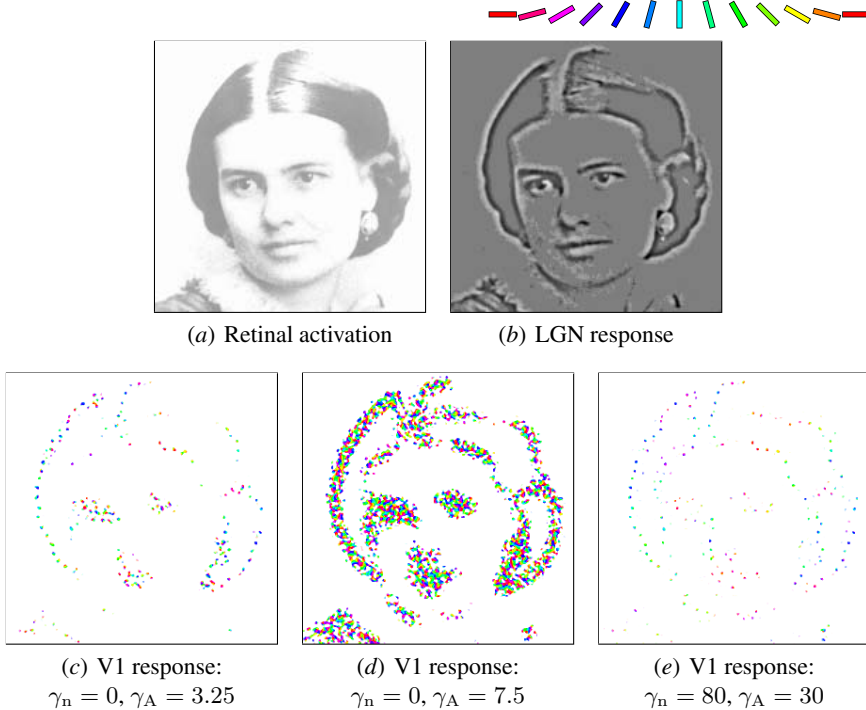 (a) Retinal activation
(b) LGN response
(c) V1 response:
γn = 0, γA = 3.25
(d) V1 response:
γn = 0, γA = 7.5
(e) V1 response:
γn = 80, γA = 30